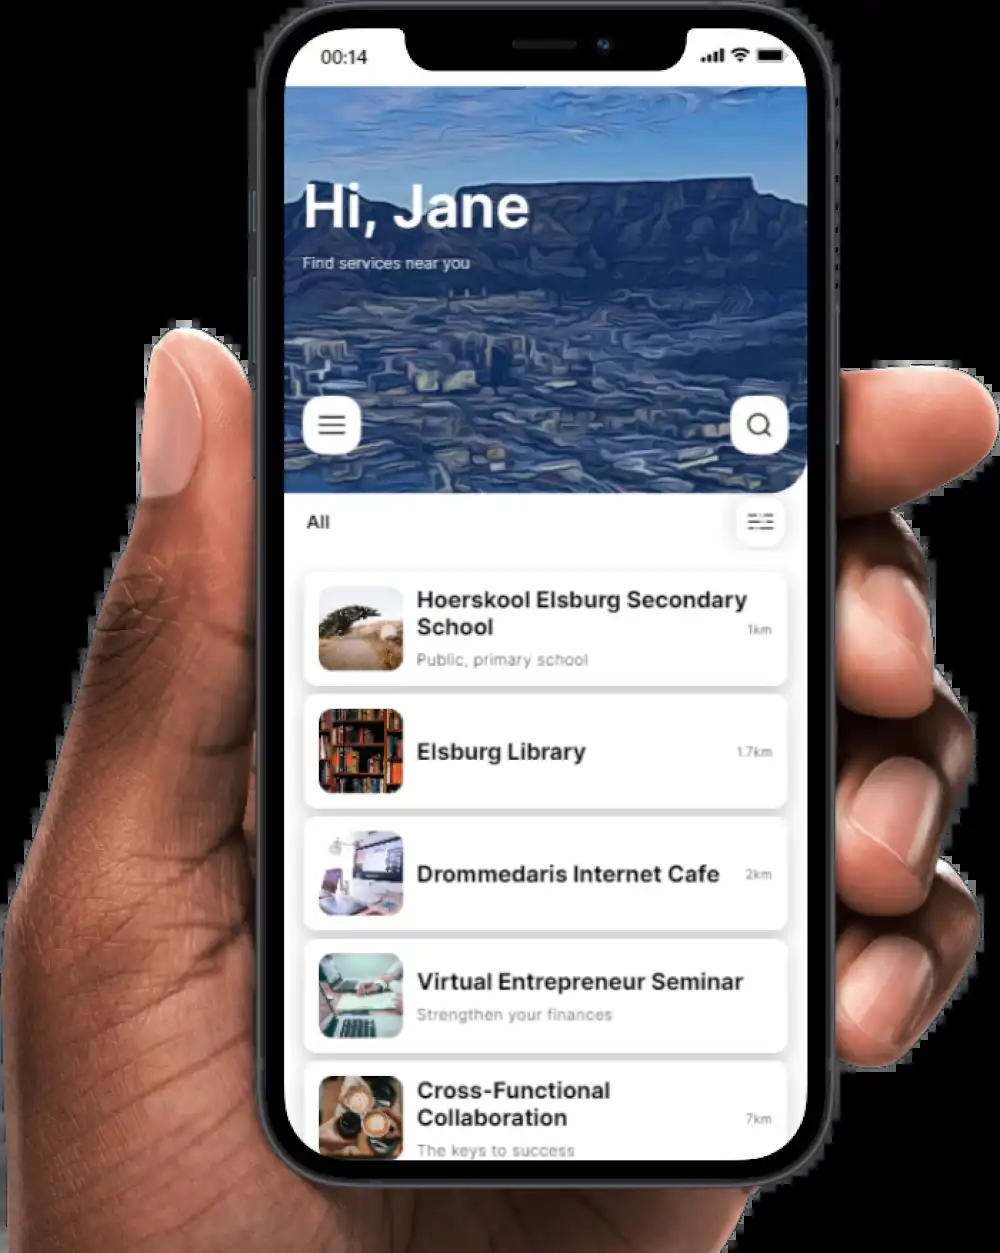 00:14
Hi, Jane
Find services near you
All
Hoerskool Elsburg Secondary
School
1km
Public, primary school
Elsburg Library
1.7km
Drommedaris Internet Cafe
2km
Virtual Entrepreneur Seminar
Strengthen your finances
Cross-Functional
Collaboration
7km
The keys to success